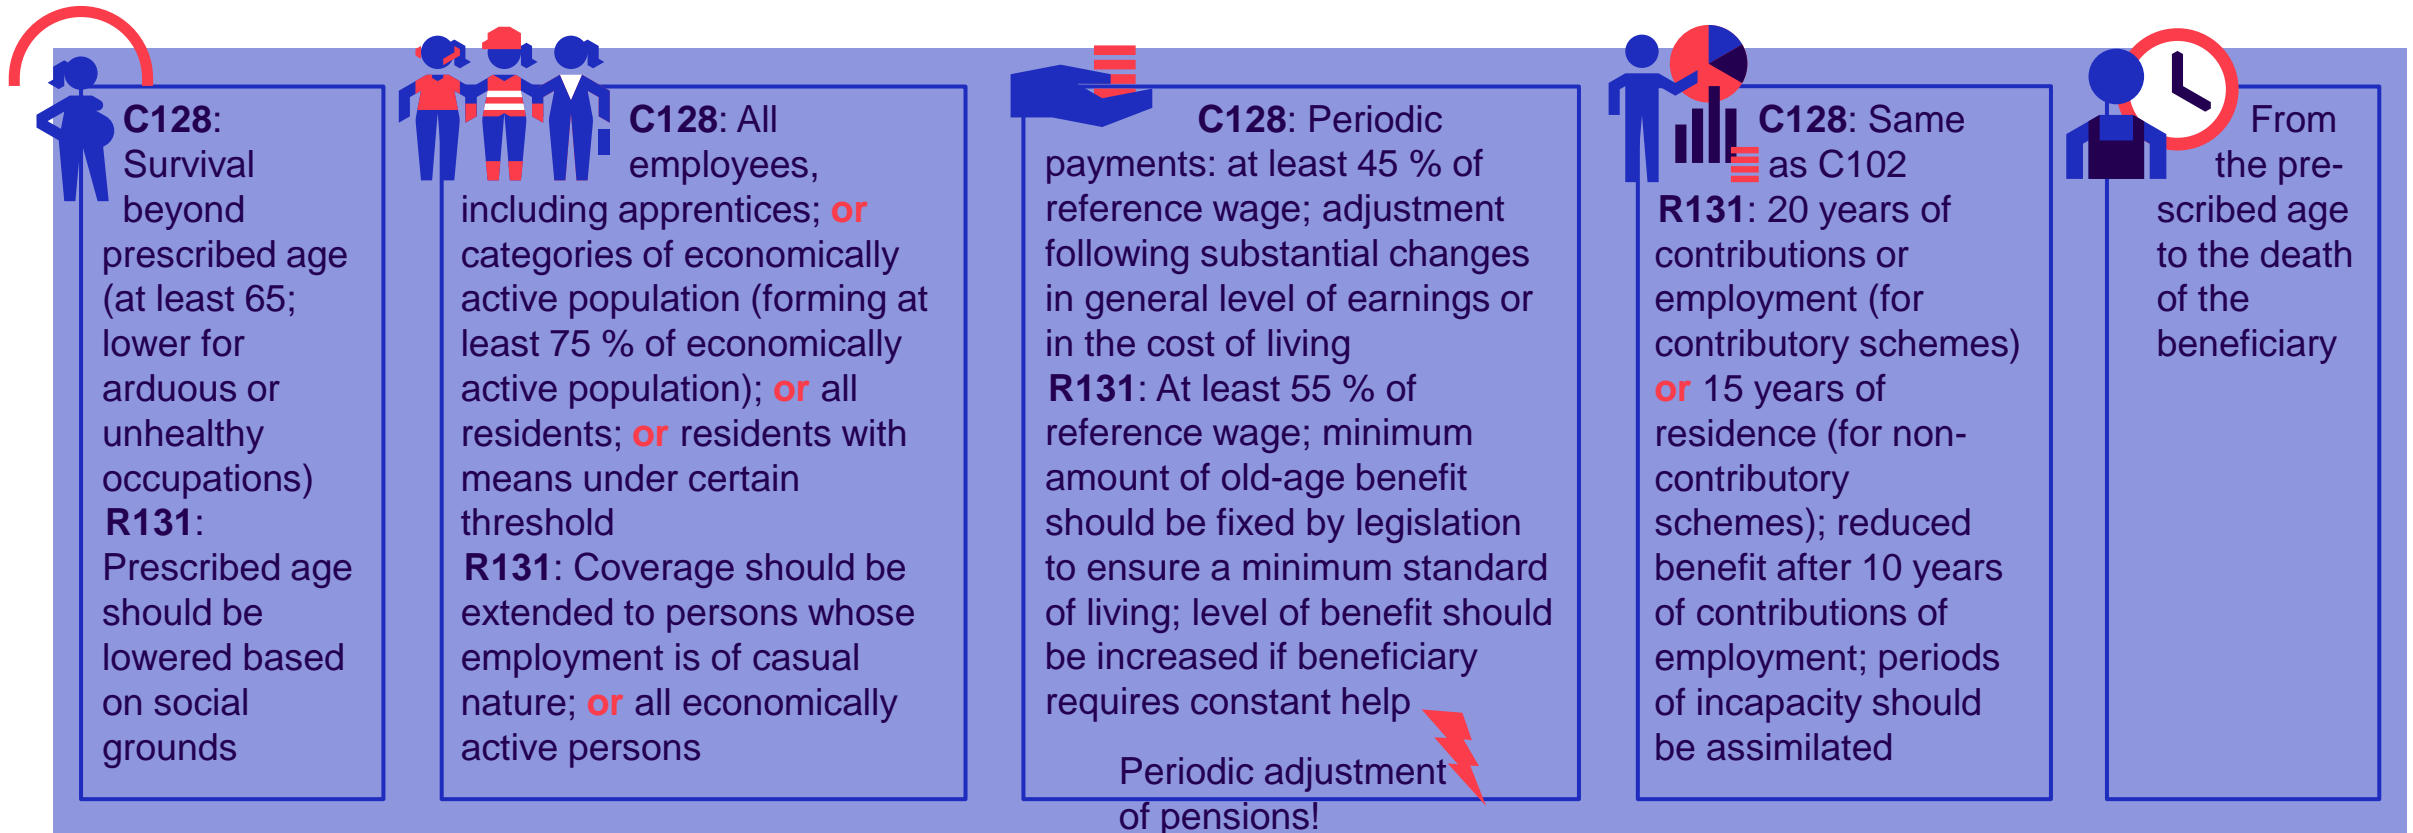 C128:
Survival
beyond
prescribed age
(at least 65;
lower for
arduous or
unhealthy
occupations)
R131:
Prescribed age
should be
lowered based
on social
grounds
C128: All
employees,
including apprentices; or
categories of economically
active population (forming at
least 75 % of economically
active population); or all
residents; or residents with
means under certain
threshold
R131: Coverage should be
extended to persons whose
employment is of casual
nature; or all economically
active persons
C128: Periodic
payments: at least 45 % of
reference wage; adjustment
following substantial changes
in general level of earnings or
in the cost of living
R131: At least 55 % of
reference wage; minimum
amount of old-age benefit
should be fixed by legislation
to ensure a minimum standard
of living; level of benefit should
be increased if beneficiary
requires constant help
Periodic adjustment
of pensions!
C128: Same
as C102
R131: 20 years of
contributions or
employment (for
contributory schemes)
or 15 years of
residence (for non-
contributory
schemes); reduced
benefit after 10 years
of contributions of
employment; periods
of incapacity should
be assimilated
From
the pre-
scribed age
to the death
of the
beneficiary